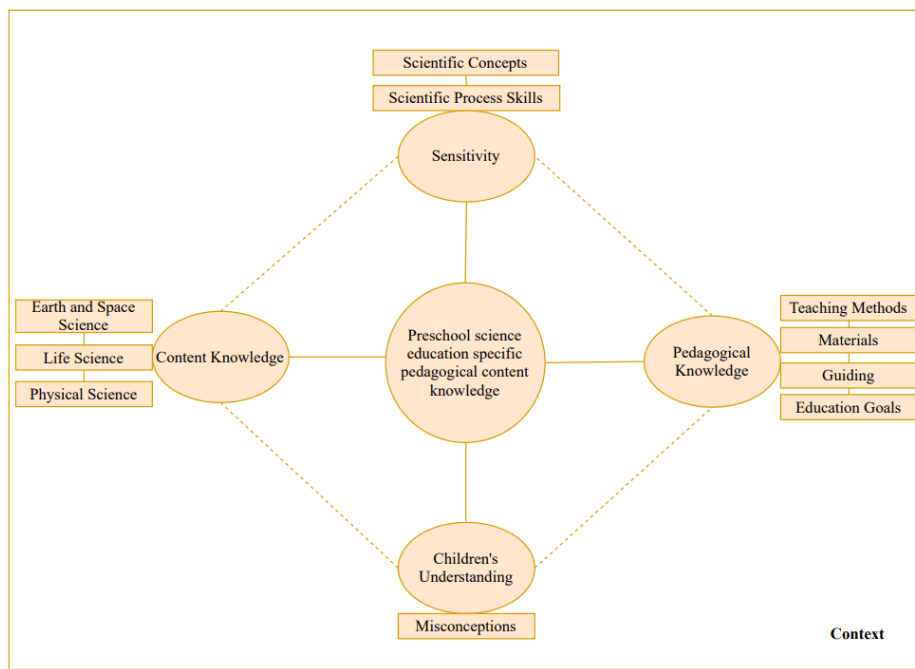 Scientific Concepts
Scientific Process Skills
Sensitivity
Earth and Space
Science
Life Science
Physical Science
Content Knowledge
Preschool science
education specific
pedagogical content
knowledge
Pedagogical
Knowledge
Teaching Methods
Materials
Guiding
Education Goals
Children's
Understanding
Misconceptions
Context